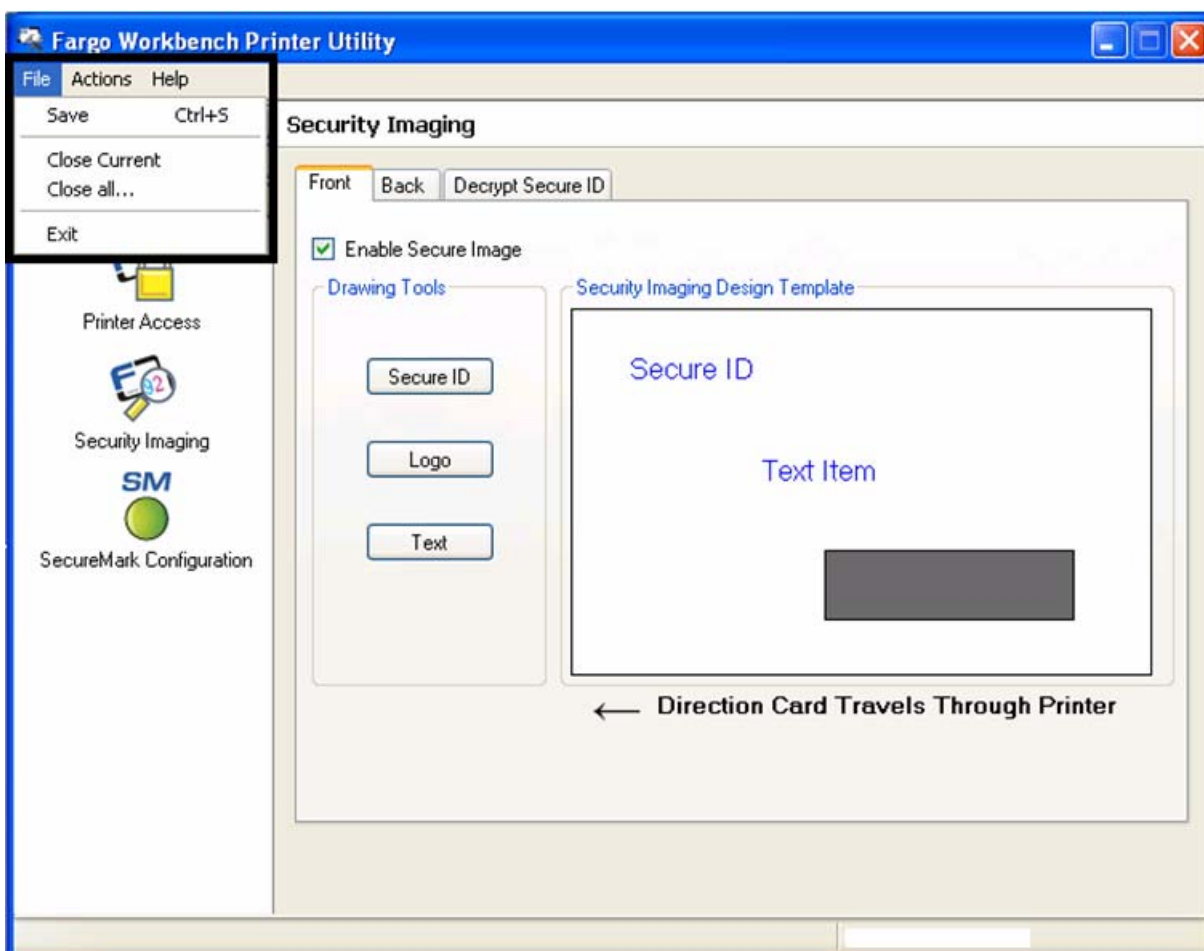 Fargo Workbench Printer Utility
File Actions Help
Save Ctrl+S
Close Current
Close all...
Exit
Printer Access
Security Imaging
SM
SecureMark Configuration
Security Imaging
Front Back Decrypt Secure ID
Enable Secure Image
Drawing Tools
Secure ID
Logo
Text
Security Imaging Design Template
Secure ID
Text Item
← Direction Card Travels Through Printer